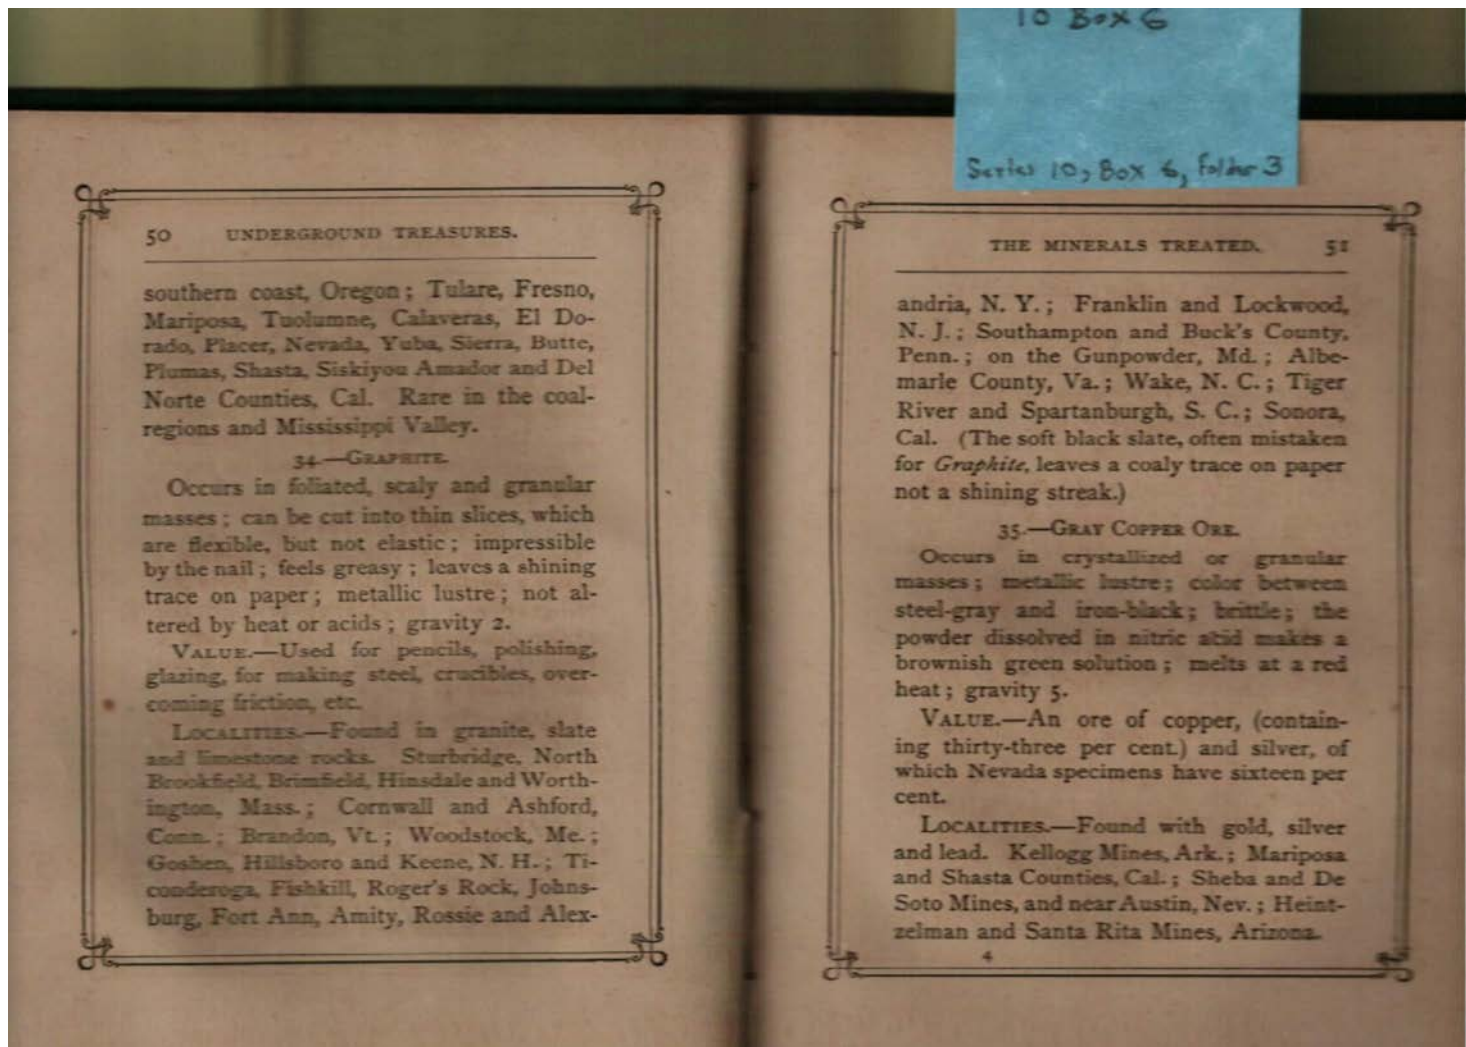 10 Box 6
Series 10, Box 6, Folder 3
50 UNDERGROUND TREASURES.
southern coast, Oregon; Tulare, Fresno,
Mariposa, Tuolumne, Calaveras, El Do-
rado, Placer, Nevada, Yuba, Sierra, Butte,
Plumas, Shasta, Siskiyou Amador and Del
Norte Counties, Cal. Rare in the coal-
regions and Mississippi Valley.
34.—GRAPHITE.
Occurs in foliated, scaly and granular
masses; can be cut into thin slices, which
are flexible, but not elastic; impressible
by the nail; feels greasy; leaves a shining
trace on paper; metallic lustre; not al-
tered by heat or acids; gravity 2.
VALUE.—Used for pencils, polishing,
glazing, for making steel, crucibles, over-
coming friction, etc.
LOCALITIES.—Found in granite, slate
and limestone rocks. Sturbridge, North
Brookfield, Brimfield, Hinsdale and Worth-
ington, Mass.; Cornwall and Ashford,
Conn.; Brandon, Vt.; Woodstock, Me.;
Goshen, Hillsboro and Keene, N. H.; Ti-
conderoga, Fishkill, Roger's Rock, Johns-
burg, Fort Ann, Amity, Rossie and Alex-
THE MINERALS TREATED. 51
andria, N. Y.; Franklin and Lockwood,
N. J.; Southampton and Buck's County,
Penn.; on the Gunpowder, Md.; Albe-
marle County, Va.; Wake, N. C.; Tiger
River and Spartanburgh, S. C.; Sonora,
Cal. (The soft black slate, often mistaken
for Graphite, leaves a coaly trace on paper
not a shining streak.)
35.—GRAY COPPER ORE.
Occurs in crystallized or granular
masses; metallic lustre; color between
steel-gray and iron-black; brittle; the
powder dissolved in nitric acid makes a
brownish green solution; melts at a red
heat; gravity 5.
VALUE.—An ore of copper, (contain-
ing thirty-three per cent.) and silver, of
which Nevada specimens have sixteen per
cent.
LOCALITIES.—Found with gold, silver
and lead. Kellogg Mines, Ark.; Mariposa
and Shasta Counties, Cal.; Sheba and De
Soto Mines, and near Austin, Nev.; Heint-
zelman and Santa Rita Mines, Arizona.
4